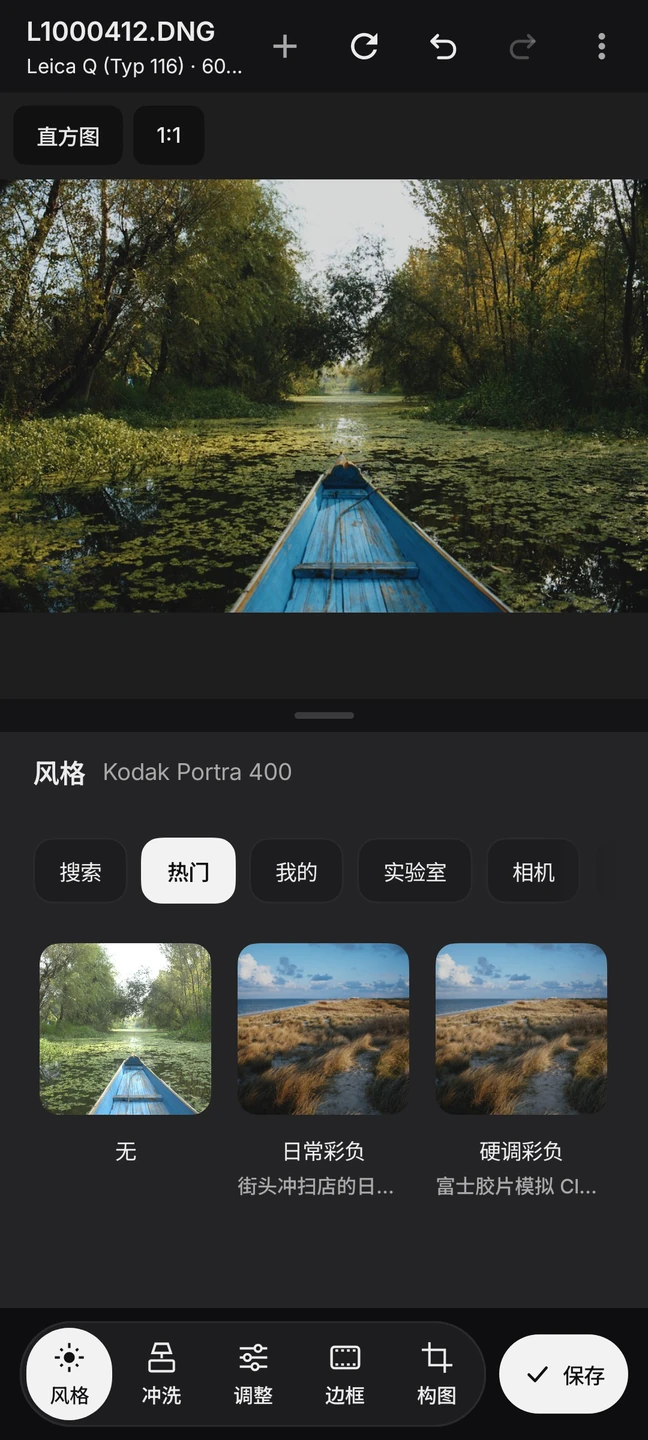 L1000412.DNG
Leica Q (Typ 116) · 60...
直方图
1:1
风格 Kodak Portra 400
搜索
热门
我的
实验室
相机
无
日常彩负
街头冲扫店的日...
硬调彩负
富士胶片模拟 Cl...
风格
冲洗
调整
边框
构图
保存